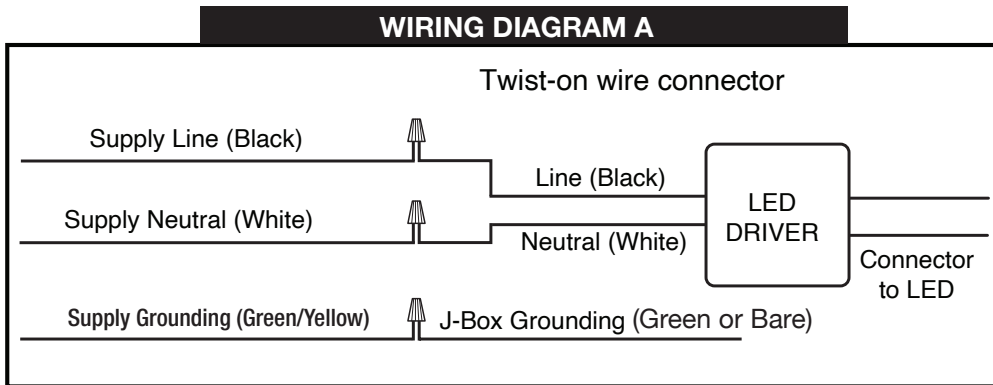 WIRING DIAGRAM A
Twist-on wire connector
Supply Line (Black)
Line (Black)
Supply Neutral (White)
Neutral (White)
LED
DRIVER
Connector
to LED
Supply Grounding (Green/Yellow)
J-Box Grounding (Green or Bare)